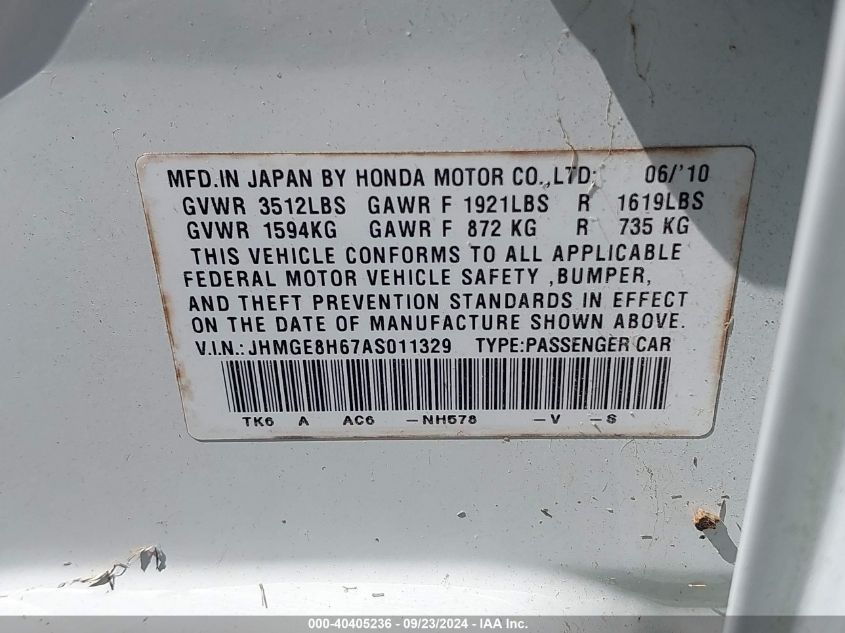 MFD.IN JAPAN BY HONDA MOTOR CO.,LTD: 06/'10
GVWR 3512LBS GAWR F 1921LBS R 1619LBS
GVWR 1594KG GAWR F 872 KG R 735 KG
THIS VEHICLE CONFORMS TO ALL APPLICABLE
FEDERAL MOTOR VEHICLE SAFETY ,BUMPER,
AND THEFT PREVENTION STANDARDS IN EFFECT
ON THE DATE OF MANUFACTURE SHOWN ABOVE.
V.I.N.: JHMGE8H67AS011329 TYPE:PASSENGER CAR
TK6 A AC6 -NH578 -V -S
000-40405236 - 09/23/2024 - IAA Inc.